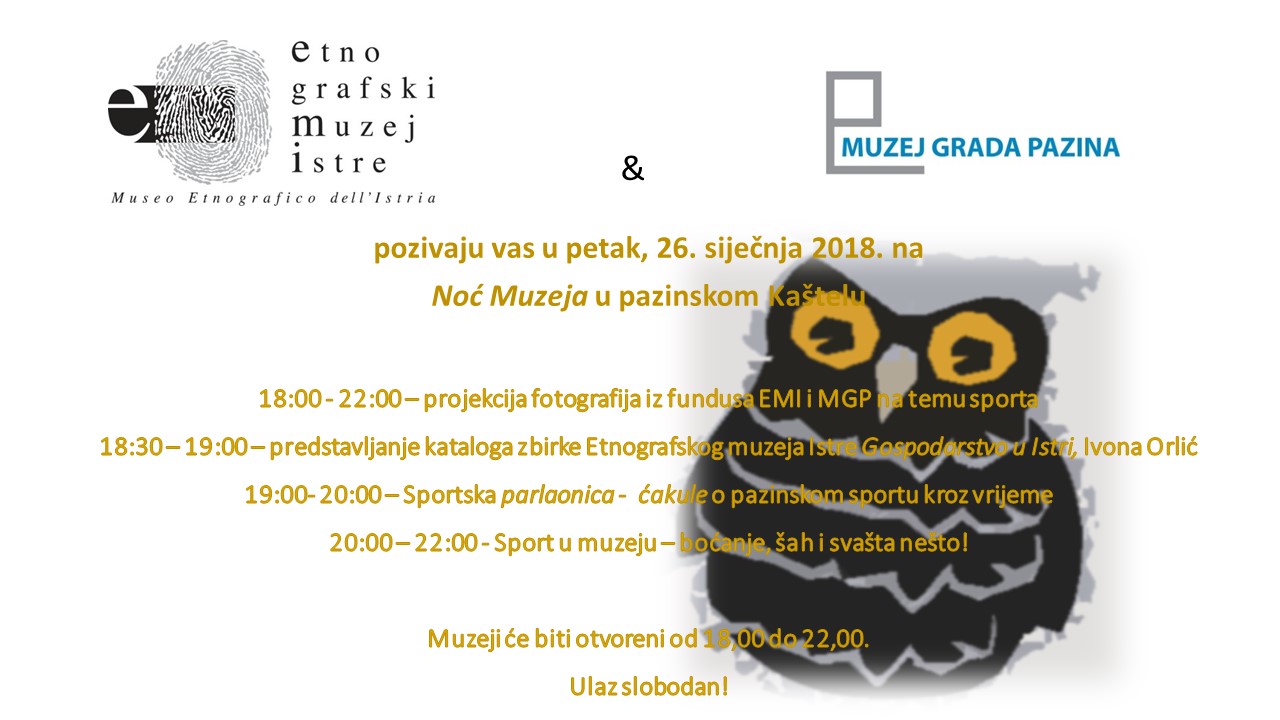 etno
grafski
muzej
istre
em
Museo Etnografico dell'Istria
&
MUZEJ GRADA PAZINA
pozivaju vas u petak, 26. siječnja 2018. na
Noć Muzeja u pazinskom Kaštelu
18:00 - 22:00 – projekcija fotografija iz fundusa EMI i MGP na temu sporta
18:30 – 19:00 – predstavljanje kataloga zbirke Etnografskog muzeja Istre Gospodarstvo u Istri, Ivona Orlić
19:00- 20:00 – Sportska parlaonica - ćakule o pazinskom sportu kroz vrijeme
20:00 – 22:00 - Sport u muzeju – boćanje, šah i svašta nešto!
Muzeji će biti otvoreni od 18,00 do 22,00.
Ulaz slobodan!